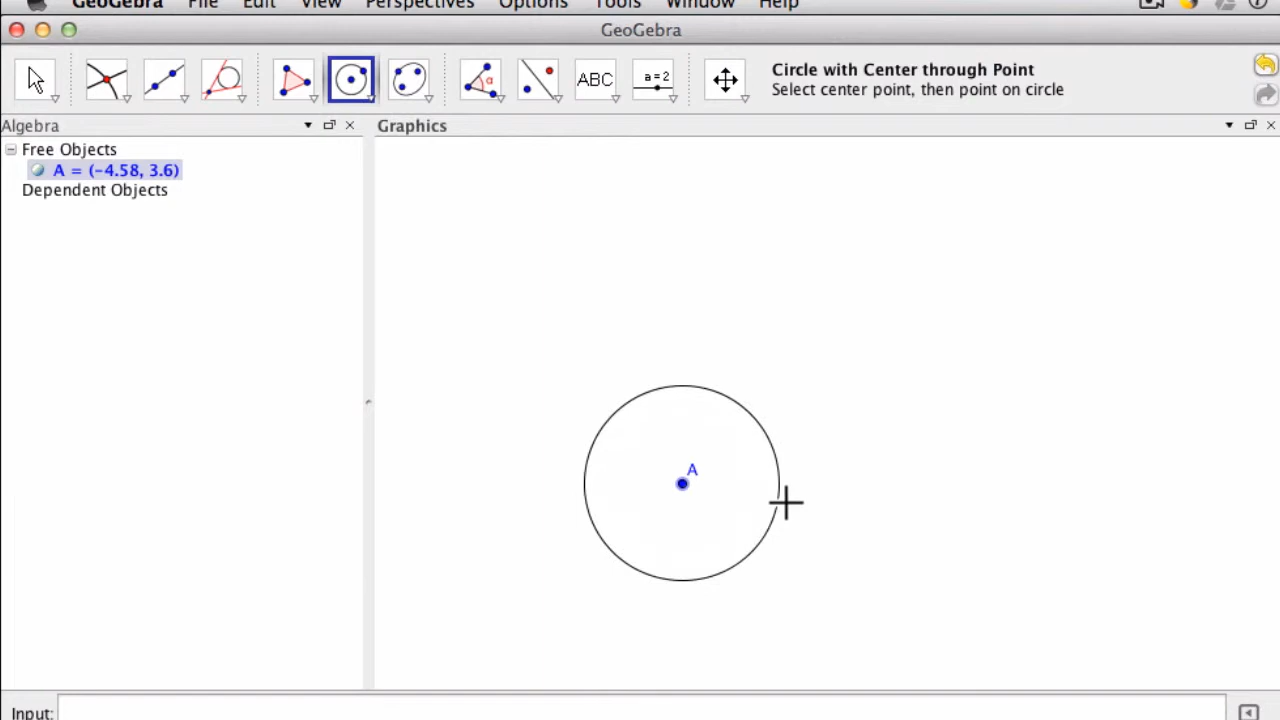 GeoGebra File Edit View Perspectives Options Tools Window Help
GeoGebra
ABC
a=2
α
Circle with Center through Point
Select center point, then point on circle
Algebra
Graphics
Free Objects
A = (-4.58, 3.6)
Dependent Objects
A
Input: